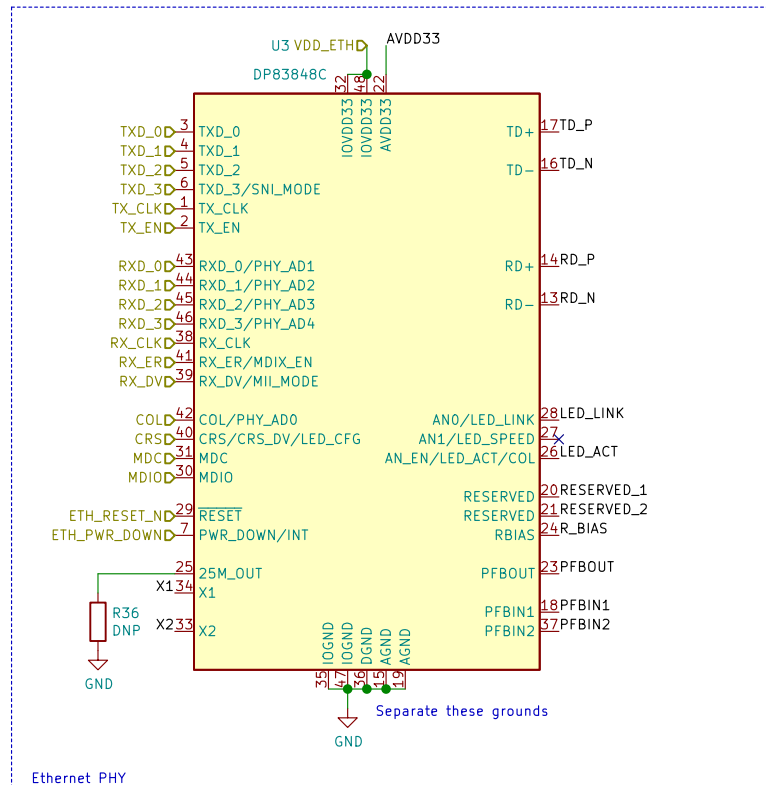 U3 VDD_ETH AVDD33
DP83848C
32 48 22
IOVDD33 IOVDD33 AVDD33
TXD_0 3 TXD_0 TD+ 17 TD_P
TXD_1 4 TXD_1
TXD_2 5 TXD_2 TD- 16 TD_N
TXD_3 6 TXD_3/SNI_MODE
TX_CLK 1 TX_CLK
TX_EN 2 TX_EN
RXD_0 43 RXD_0/PHY_AD1 RD+ 14 RD_P
RXD_1 44 RXD_1/PHY_AD2
RXD_2 45 RXD_2/PHY_AD3 RD- 13 RD_N
RXD_3 46 RXD_3/PHY_AD4
RX_CLK 38 RX_CLK
RX_ER 41 RX_ER/MDIX_EN
RX_DV 39 RX_DV/MII_MODE
COL 42 COL/PHY_AD0 AN0/LED_LINK 28 LED_LINK
CRS 40 CRS/CRS_DV/LED_CFG AN1/LED_SPEED 27
MDC 31 MDC AN_EN/LED_ACT/COL 26 LED_ACT
MDIO 30 MDIO
RESERVED 20 RESERVED_1
ETH_RESET_N 29 RESET RESERVED 21 RESERVED_2
ETH_PWR_DOWN 7 PWR_DOWN/INT RBIAS 24 R_BIAS
25 25M_OUT PFBOUT 23 PFBOUT
X1 34 X1
R36 PFBIN1 18 PFBIN1
DNP X2 33 X2 PFBIN2 37 PFBIN2
IOGND IOGND DGND AGND AGND
35 47 36 15 19
GND
Separate these grounds
GND
Ethernet PHY